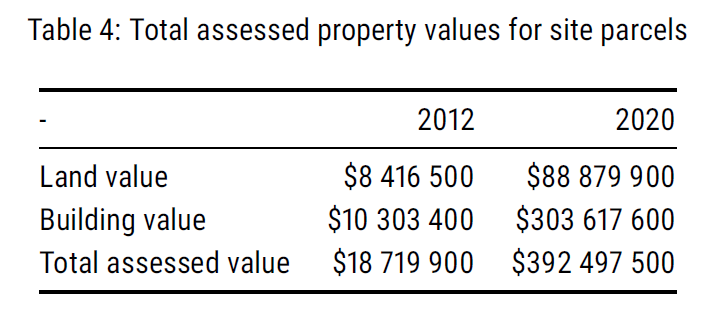 Table 4: Total assessed property values for site parcels
- 2012 2020
Land value $8 416 500 $88 879 900
Building value $10 303 400 $303 617 600
Total assessed value $18 719 900 $392 497 500